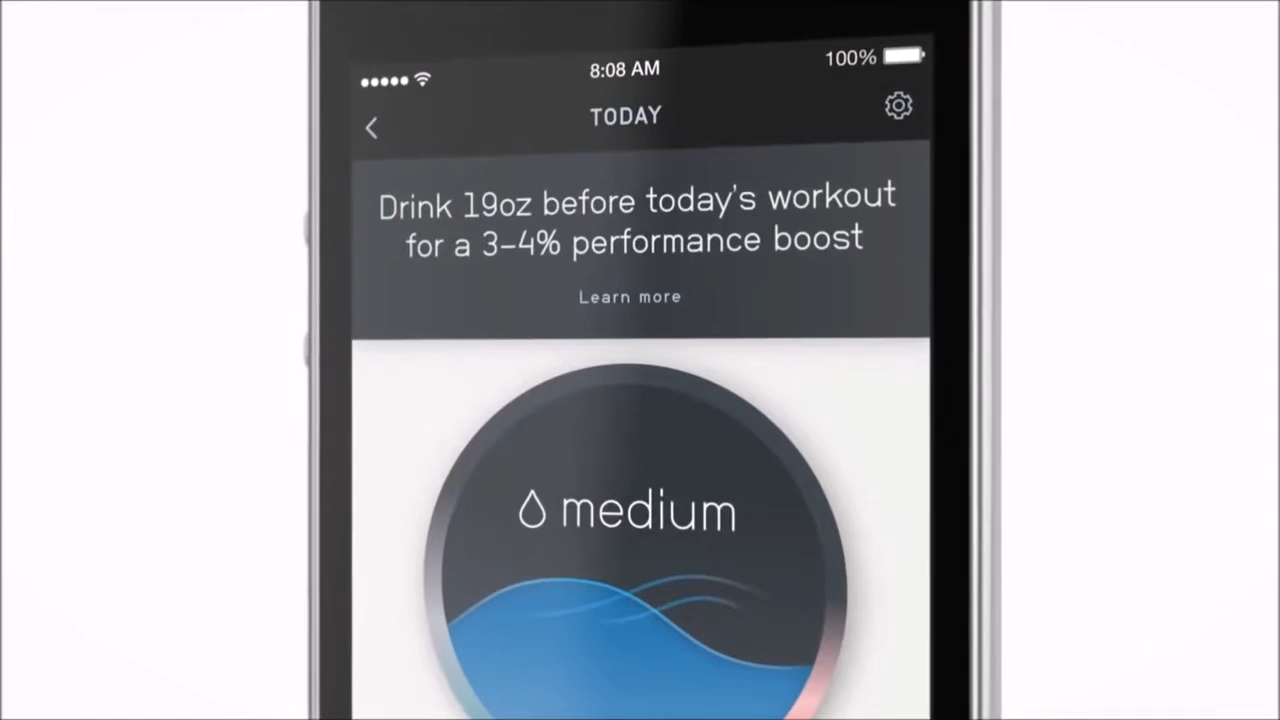 8:08 AM
100%
TODAY
Drink 19oz before today's workout
for a 3–4% performance boost
Learn more
medium